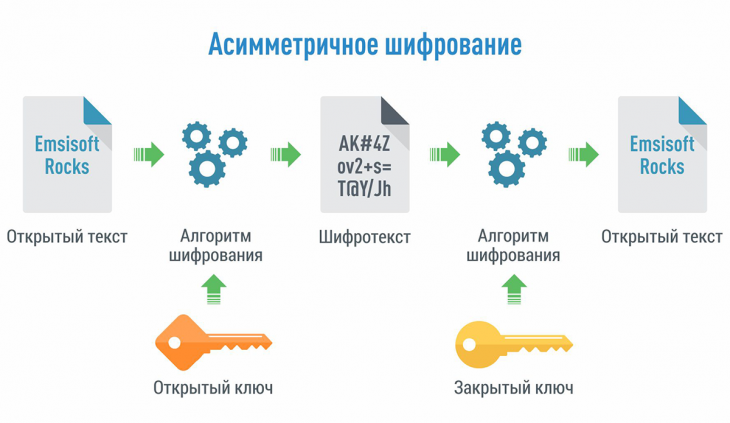 Асимметричное шифрование
Emsisoft
Rocks
AK#4Z
ov2+s=
T@Y/Jh
Emsisoft
Rocks
Открытый текст
Алгоритм
шифрования
Шифротекст
Алгоритм
шифрования
Открытый текст
Открытый ключ
Закрытый ключ